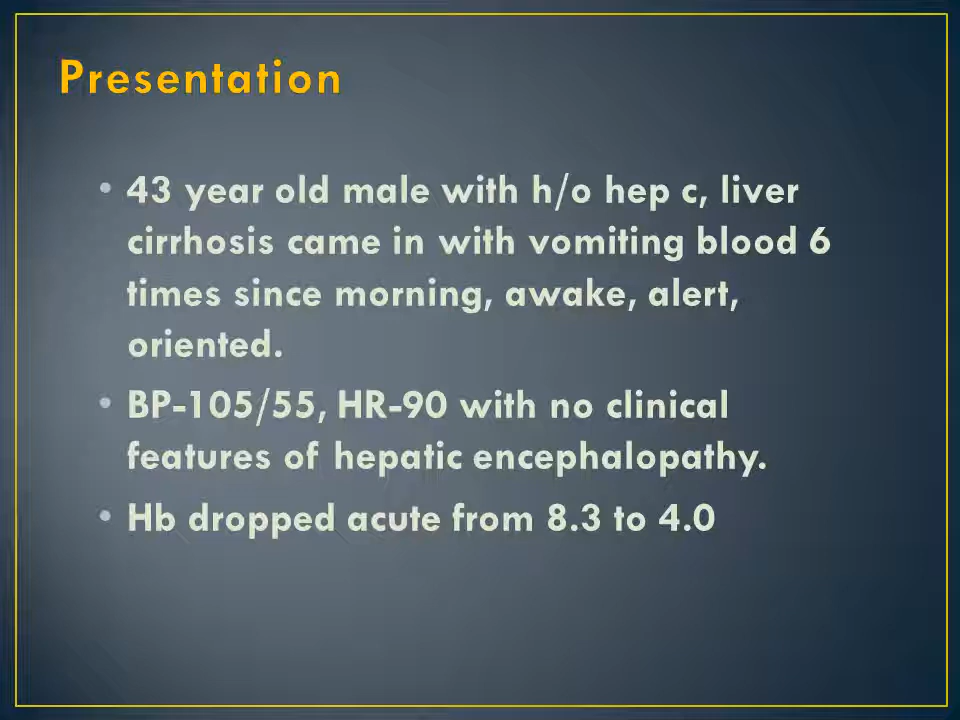 Presentation
• 43 year old male with h/o hep c, liver
cirrhosis came in with vomiting blood 6
times since morning, awake, alert,
oriented.
• BP-105/55, HR-90 with no clinical
features of hepatic encephalopathy.
• Hb dropped acute from 8.3 to 4.0